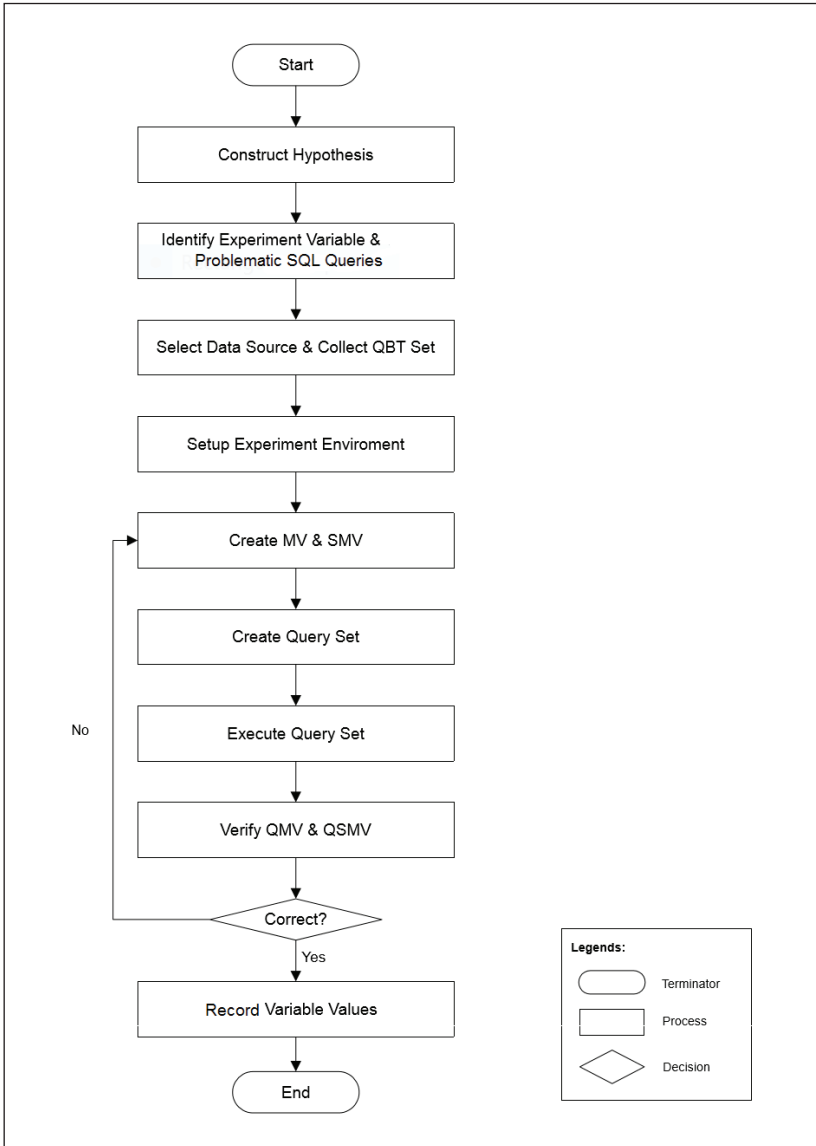 Start
Construct Hypothesis
Identify Experiment Variable &
Problematic SQL Queries
Select Data Source & Collect QBT Set
Setup Experiment Enviroment
Create MV & SMV
Create Query Set
No
Execute Query Set
Verify QMV & QSMV
Correct?
Yes
Record Variable Values
End
Legends:
Terminator
Process
Decision